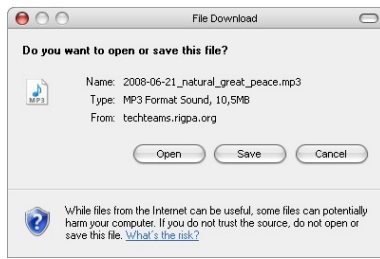 File Download
Do you want to open or save this file?
MP3
Name: 2008-06-21_natural_great_peace.mp3
Type: MP3 Format Sound, 10,5MB
From: techteams.rigpa.org
Open Save Cancel
While files from the Internet can be useful, some files can potentially
harm your computer. If you do not trust the source, do not open or
save this file. What's the risk?